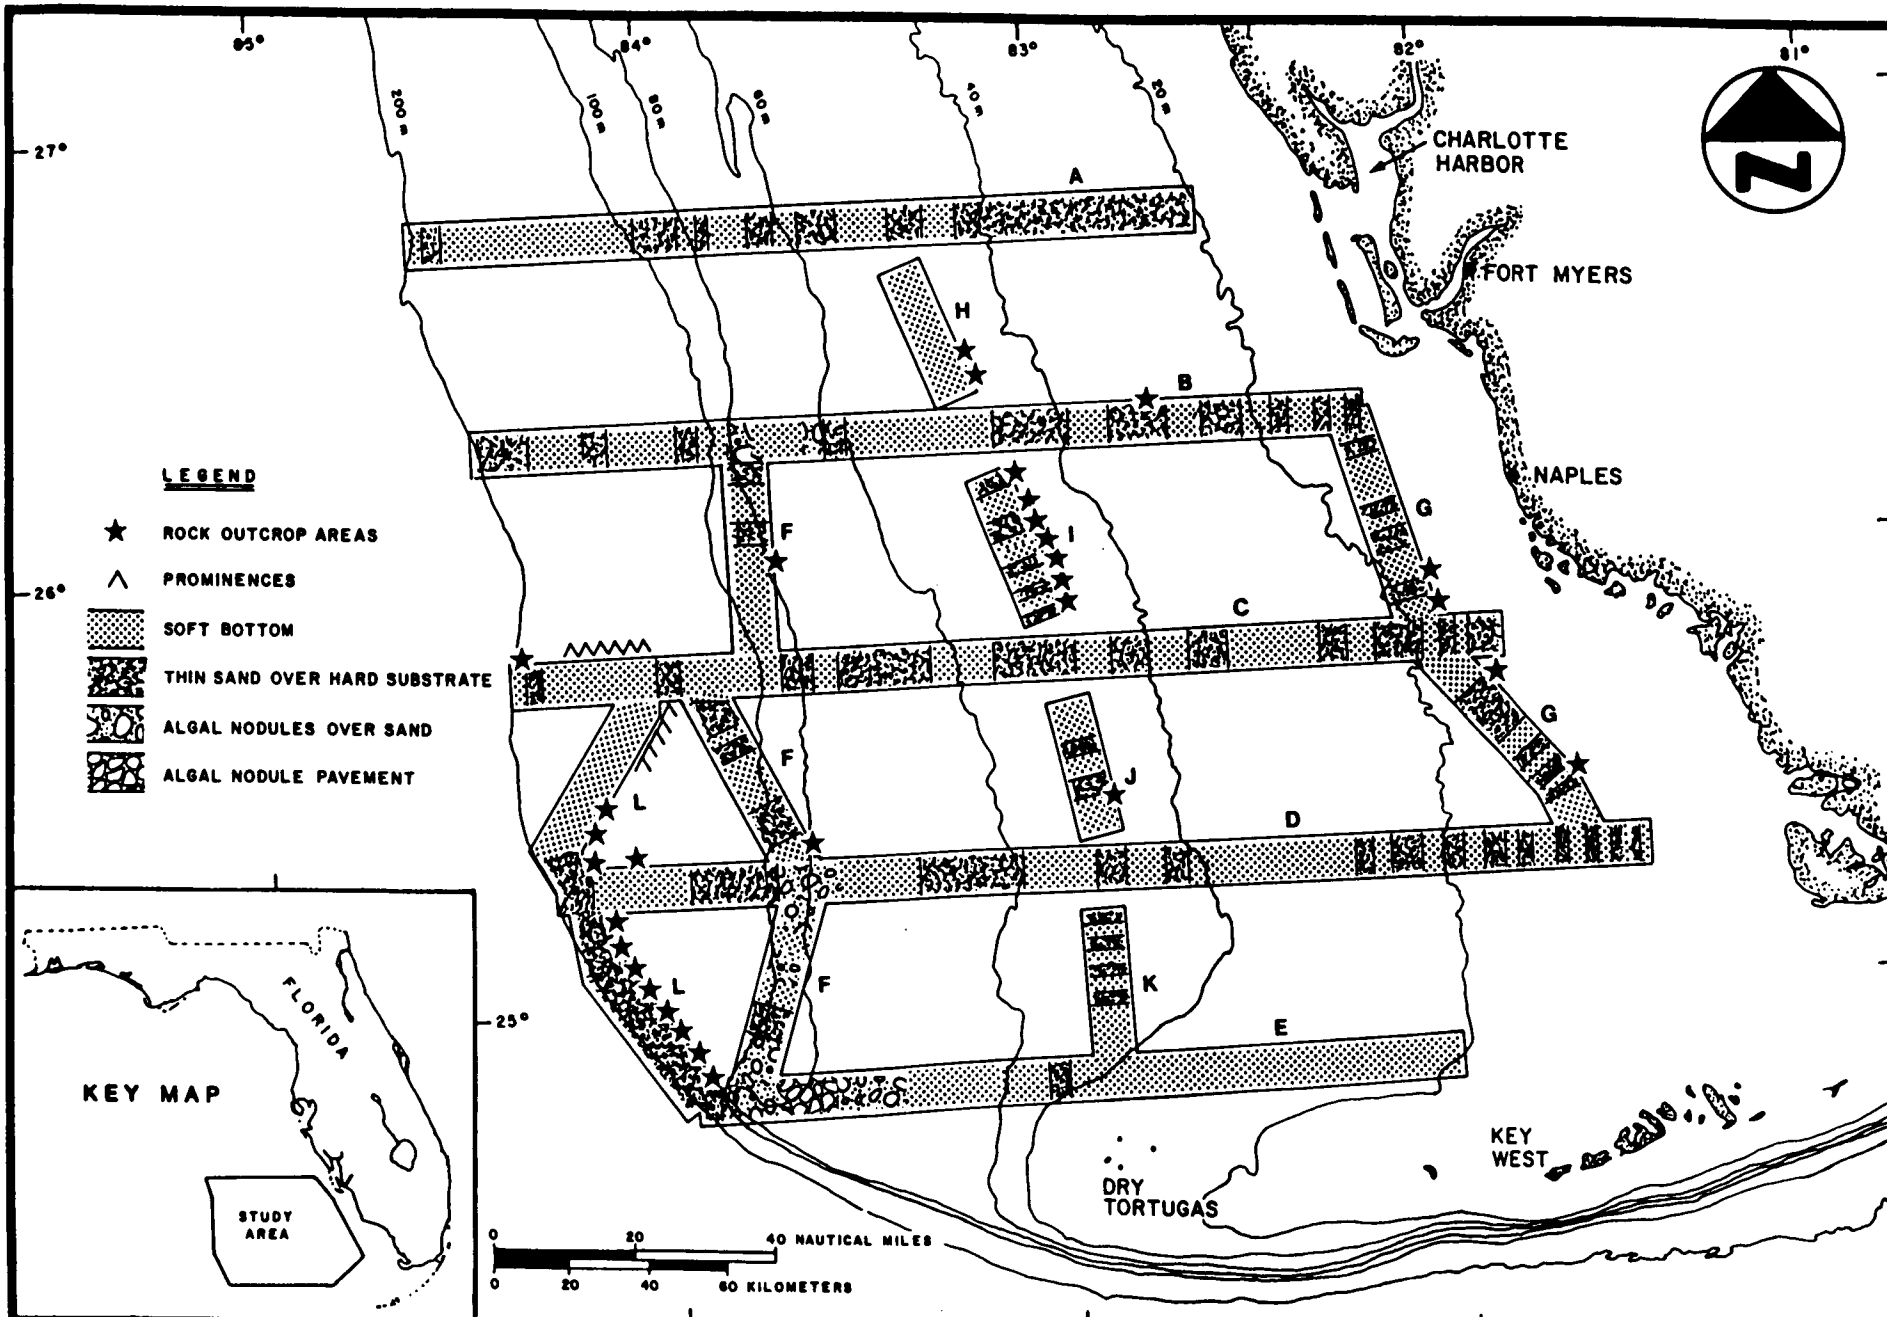 85°
84°
83°
82°
81°
200 m
100 m
80 m
60 m
40 m
20 m
27°
A
CHARLOTTE
HARBOR
N
FORT MYERS
H
B
NAPLES
LEGEND
ROCK OUTCROP AREAS
PROMINENCES
SOFT BOTTOM
THIN SAND OVER HARD SUBSTRATE
ALGAL NODULES OVER SAND
ALGAL NODULE PAVEMENT
F
I
G
26°
C
G
F
J
L
D
L
F
K
25°
E
FLORIDA
KEY MAP
STUDY
AREA
KEY
WEST
DRY
TORTUGAS
0 20 40 NAUTICAL MILES
0 20 40 60 KILOMETERS